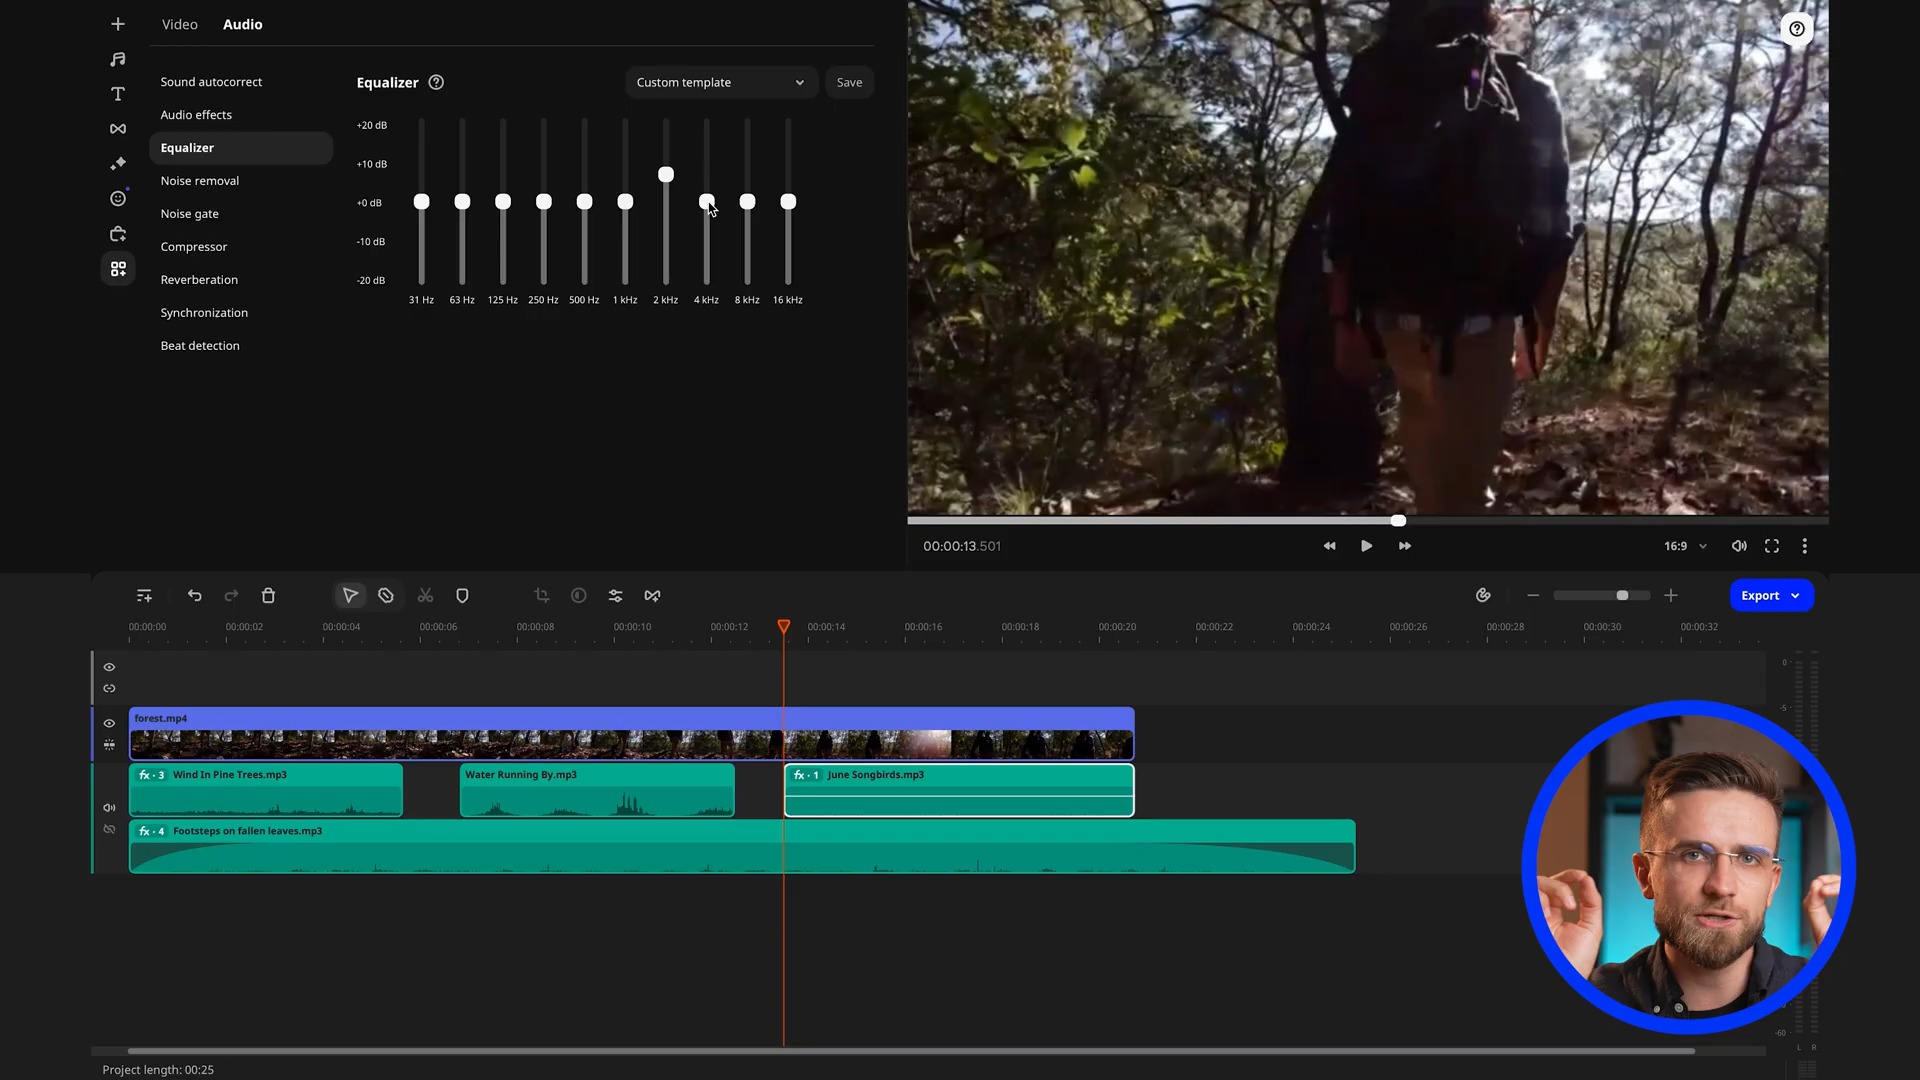 Video Audio
Sound autocorrect
Audio effects
Equalizer
Noise removal
Noise gate
Compressor
Reverberation
Synchronization
Beat detection
Equalizer ? Custom template Save
+20 dB
+10 dB
+0 dB
-10 dB
-20 dB
31 Hz 63 Hz 125 Hz 250 Hz 500 Hz 1 kHz 2 kHz 4 kHz 8 kHz 16 kHz
?
00:00:13.501
16:9
Export
00:00:00 00:00:02 00:00:04 00:00:06 00:00:08 00:00:10 00:00:12 00:00:14 00:00:16 00:00:18 00:00:20 00:00:22 00:00:24 00:00:26 00:00:28 00:00:30 00:00:32
0
-5
-60
L R
forest.mp4
fx · 3 Wind In Pine Trees.mp3
Water Running By.mp3
fx · 1 June Songbirds.mp3
fx · 4 Footsteps on fallen leaves.mp3
Project length: 00:25